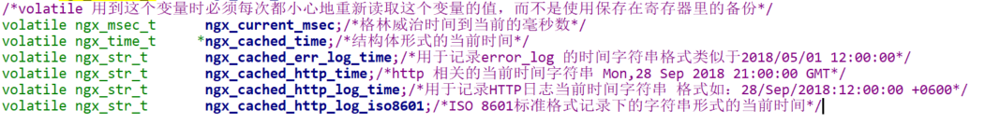 /*volatile 用到这个变量时必须每次都小心地重新读取这个变量的值，而不是使用保存在寄存器里的备份*/
volatile ngx_msec_t      ngx_current_msec;/*格林威治时间到当前的毫秒数*/
volatile ngx_time_t     *ngx_cached_time;/*结构体形式的当前时间*/
volatile ngx_str_t       ngx_cached_err_log_time;/*用于记录error_log 的时间字符串格式类似于2018/05/01 12:00:00*/
volatile ngx_str_t       ngx_cached_http_time;/*http 相关的当前时间字符串 Mon,28 Sep 2018 21:00:00 GMT*/
volatile ngx_str_t       ngx_cached_http_log_time;/*用于记录HTTP日志当前时间字符串 格式如：28/Sep/2018:12:00:00 +0600*/
volatile ngx_str_t       ngx_cached_http_log_iso8601;/*ISO 8601标准格式记录下的字符串形式的当前时间*/